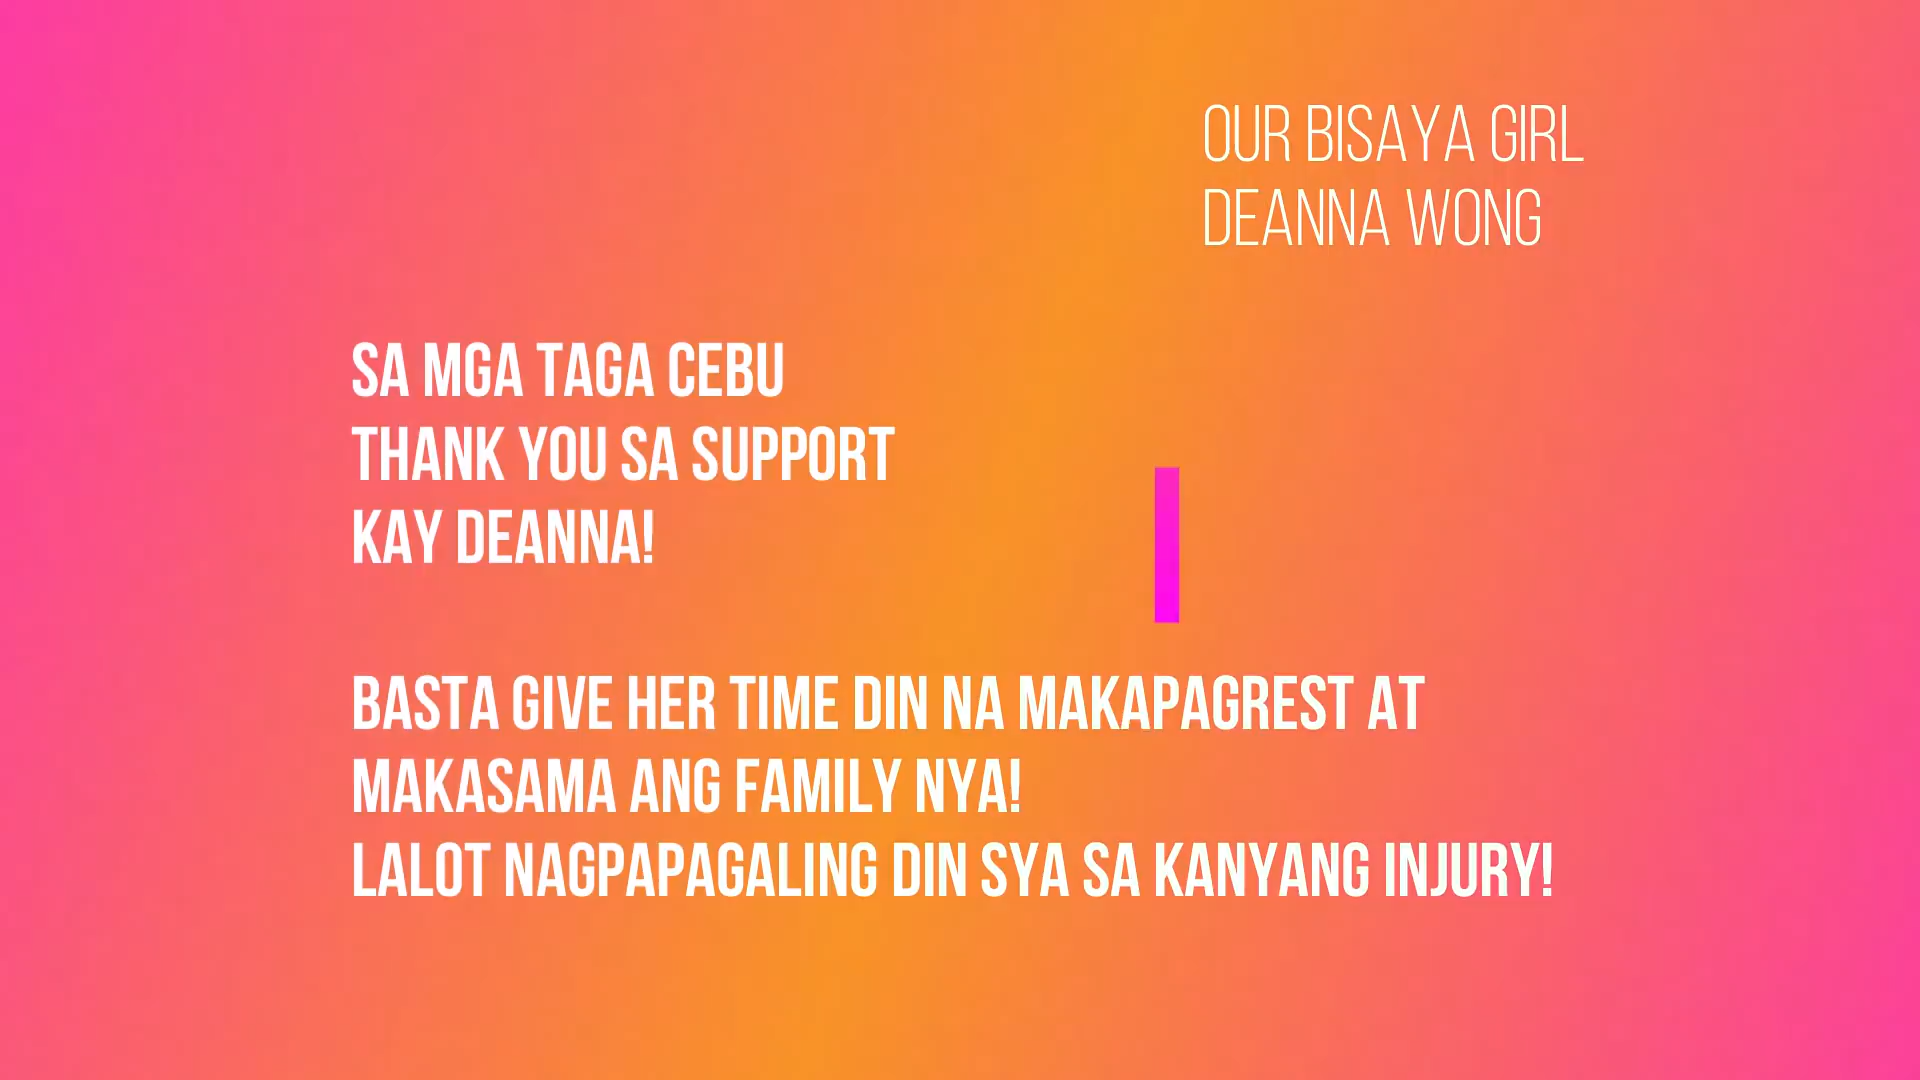 OUR BISAYA GIRL
DEANNA WONG
SA MGA TAGA CEBU
THANK YOU SA SUPPORT
KAY DEANNA!
BASTA GIVE HER TIME DIN NA MAKAPAGREST AT
MAKASAMA ANG FAMILY NYA!
LALOT NAGPAPAGALING DIN SYA SA KANYANG INJURY!